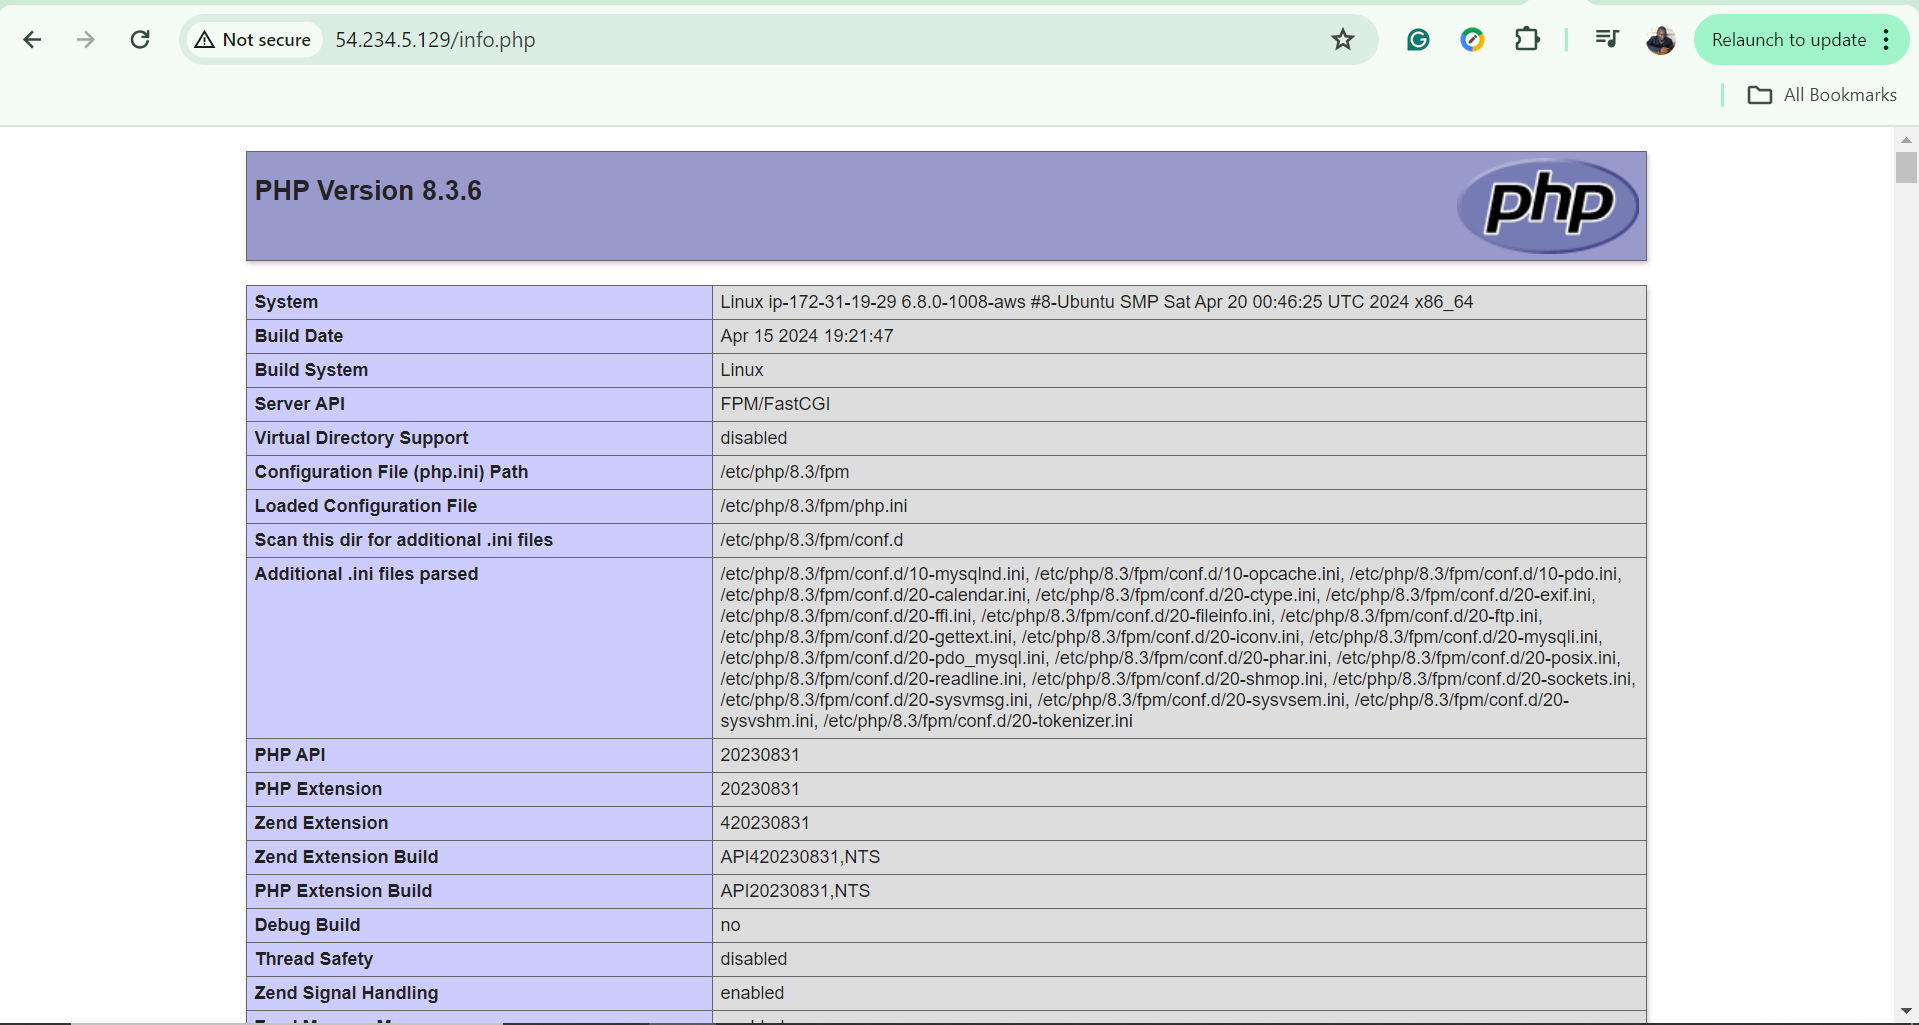 Not secure
54.234.5.129/info.php
Relaunch to update
All Bookmarks
PHP Version 8.3.6
php
System Linux ip-172-31-19-29 6.8.0-1008-aws #8-Ubuntu SMP Sat Apr 20 00:46:25 UTC 2024 x86_64
Build Date Apr 15 2024 19:21:47
Build System Linux
Server API FPM/FastCGI
Virtual Directory Support disabled
Configuration File (php.ini) Path /etc/php/8.3/fpm
Loaded Configuration File /etc/php/8.3/fpm/php.ini
Scan this dir for additional .ini files /etc/php/8.3/fpm/conf.d
Additional .ini files parsed /etc/php/8.3/fpm/conf.d/10-mysqlnd.ini, /etc/php/8.3/fpm/conf.d/10-opcache.ini, /etc/php/8.3/fpm/conf.d/10-pdo.ini,
/etc/php/8.3/fpm/conf.d/20-calendar.ini, /etc/php/8.3/fpm/conf.d/20-ctype.ini, /etc/php/8.3/fpm/conf.d/20-exif.ini,
/etc/php/8.3/fpm/conf.d/20-ffi.ini, /etc/php/8.3/fpm/conf.d/20-fileinfo.ini, /etc/php/8.3/fpm/conf.d/20-ftp.ini,
/etc/php/8.3/fpm/conf.d/20-gettext.ini, /etc/php/8.3/fpm/conf.d/20-iconv.ini, /etc/php/8.3/fpm/conf.d/20-mysqli.ini,
/etc/php/8.3/fpm/conf.d/20-pdo_mysql.ini, /etc/php/8.3/fpm/conf.d/20-phar.ini, /etc/php/8.3/fpm/conf.d/20-posix.ini,
/etc/php/8.3/fpm/conf.d/20-readline.ini, /etc/php/8.3/fpm/conf.d/20-shmop.ini, /etc/php/8.3/fpm/conf.d/20-sockets.ini,
/etc/php/8.3/fpm/conf.d/20-sysvmsg.ini, /etc/php/8.3/fpm/conf.d/20-sysvsem.ini, /etc/php/8.3/fpm/conf.d/20-
sysvshm.ini, /etc/php/8.3/fpm/conf.d/20-tokenizer.ini
PHP API 20230831
PHP Extension 20230831
Zend Extension 420230831
Zend Extension Build API420230831,NTS
PHP Extension Build API20230831,NTS
Debug Build no
Thread Safety disabled
Zend Signal Handling enabled